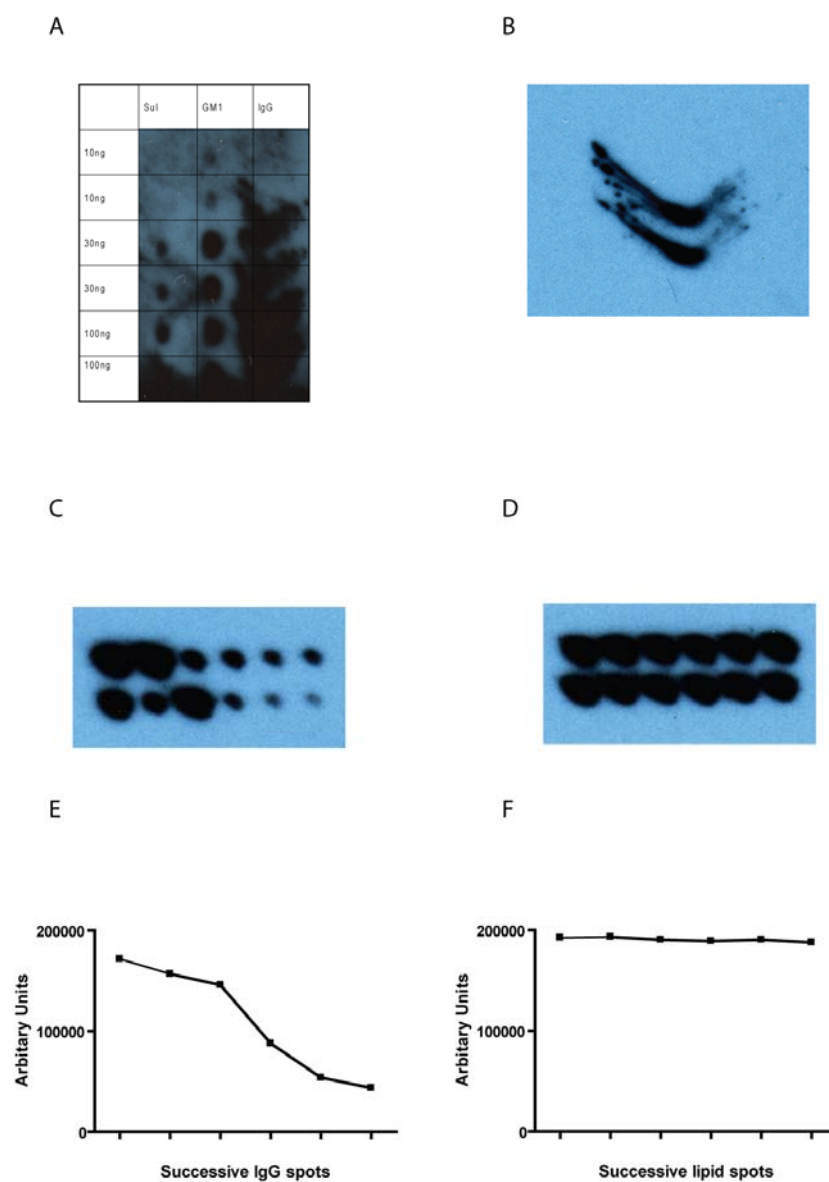 A
B
Sul GM1 IgG
10ng
10ng
30ng
30ng
100ng
100ng
C
D
E
F
200000
100000
0
Arbitary Units
Successive IgG spots
200000
100000
0
Arbitary Units
Successive lipid spots